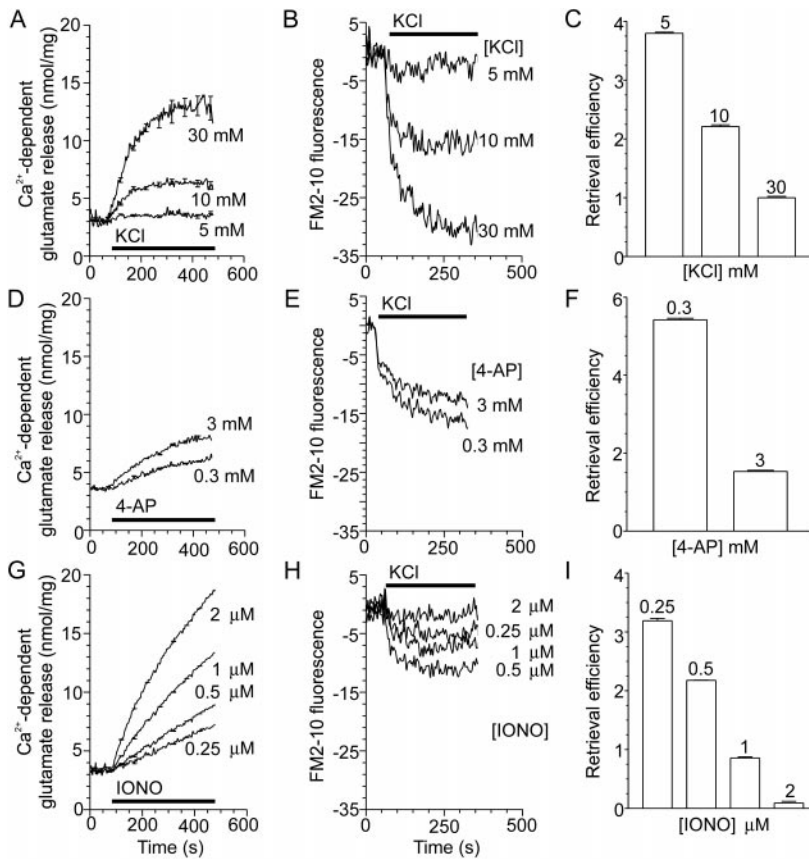 A
Ca2+-dependent
glutamate release (nmol/mg)
20
15
10
5
0
30 mM
10 mM
5 mM
KCl
0 200 400 600
B
FM2-10 fluorescence
5
-5
-15
-25
-35
KCl
[KCl]
5 mM
10 mM
30 mM
0 250 500
C
Retrieval efficiency
4
3
2
1
0
5
10
30
[KCl] mM
D
Ca2+-dependent
glutamate release (nmol/mg)
20
15
10
5
0
3 mM
0.3 mM
4-AP
0 200 400 600
E
FM2-10 fluorescence
5
-5
-15
-25
-35
KCl
[4-AP]
3 mM
0.3 mM
0 250 500
F
Retrieval efficiency
6
5
3
2
0
0.3
3
[4-AP] mM
G
Ca2+-dependent
glutamate release (nmol/mg)
20
15
10
5
0
2 μM
1 μM
0.5 μM
0.25 μM
IONO
0 200 400 600
Time (s)
H
FM2-10 fluorescence
5
-5
-15
-25
-35
KCl
2 μM
0.25 μM
1 μM
0.5 μM
[IONO]
0 250 500
Time (s)
I
Retrieval efficiency
4
3
2
1
0
0.25
0.5
1
2
[IONO] μM